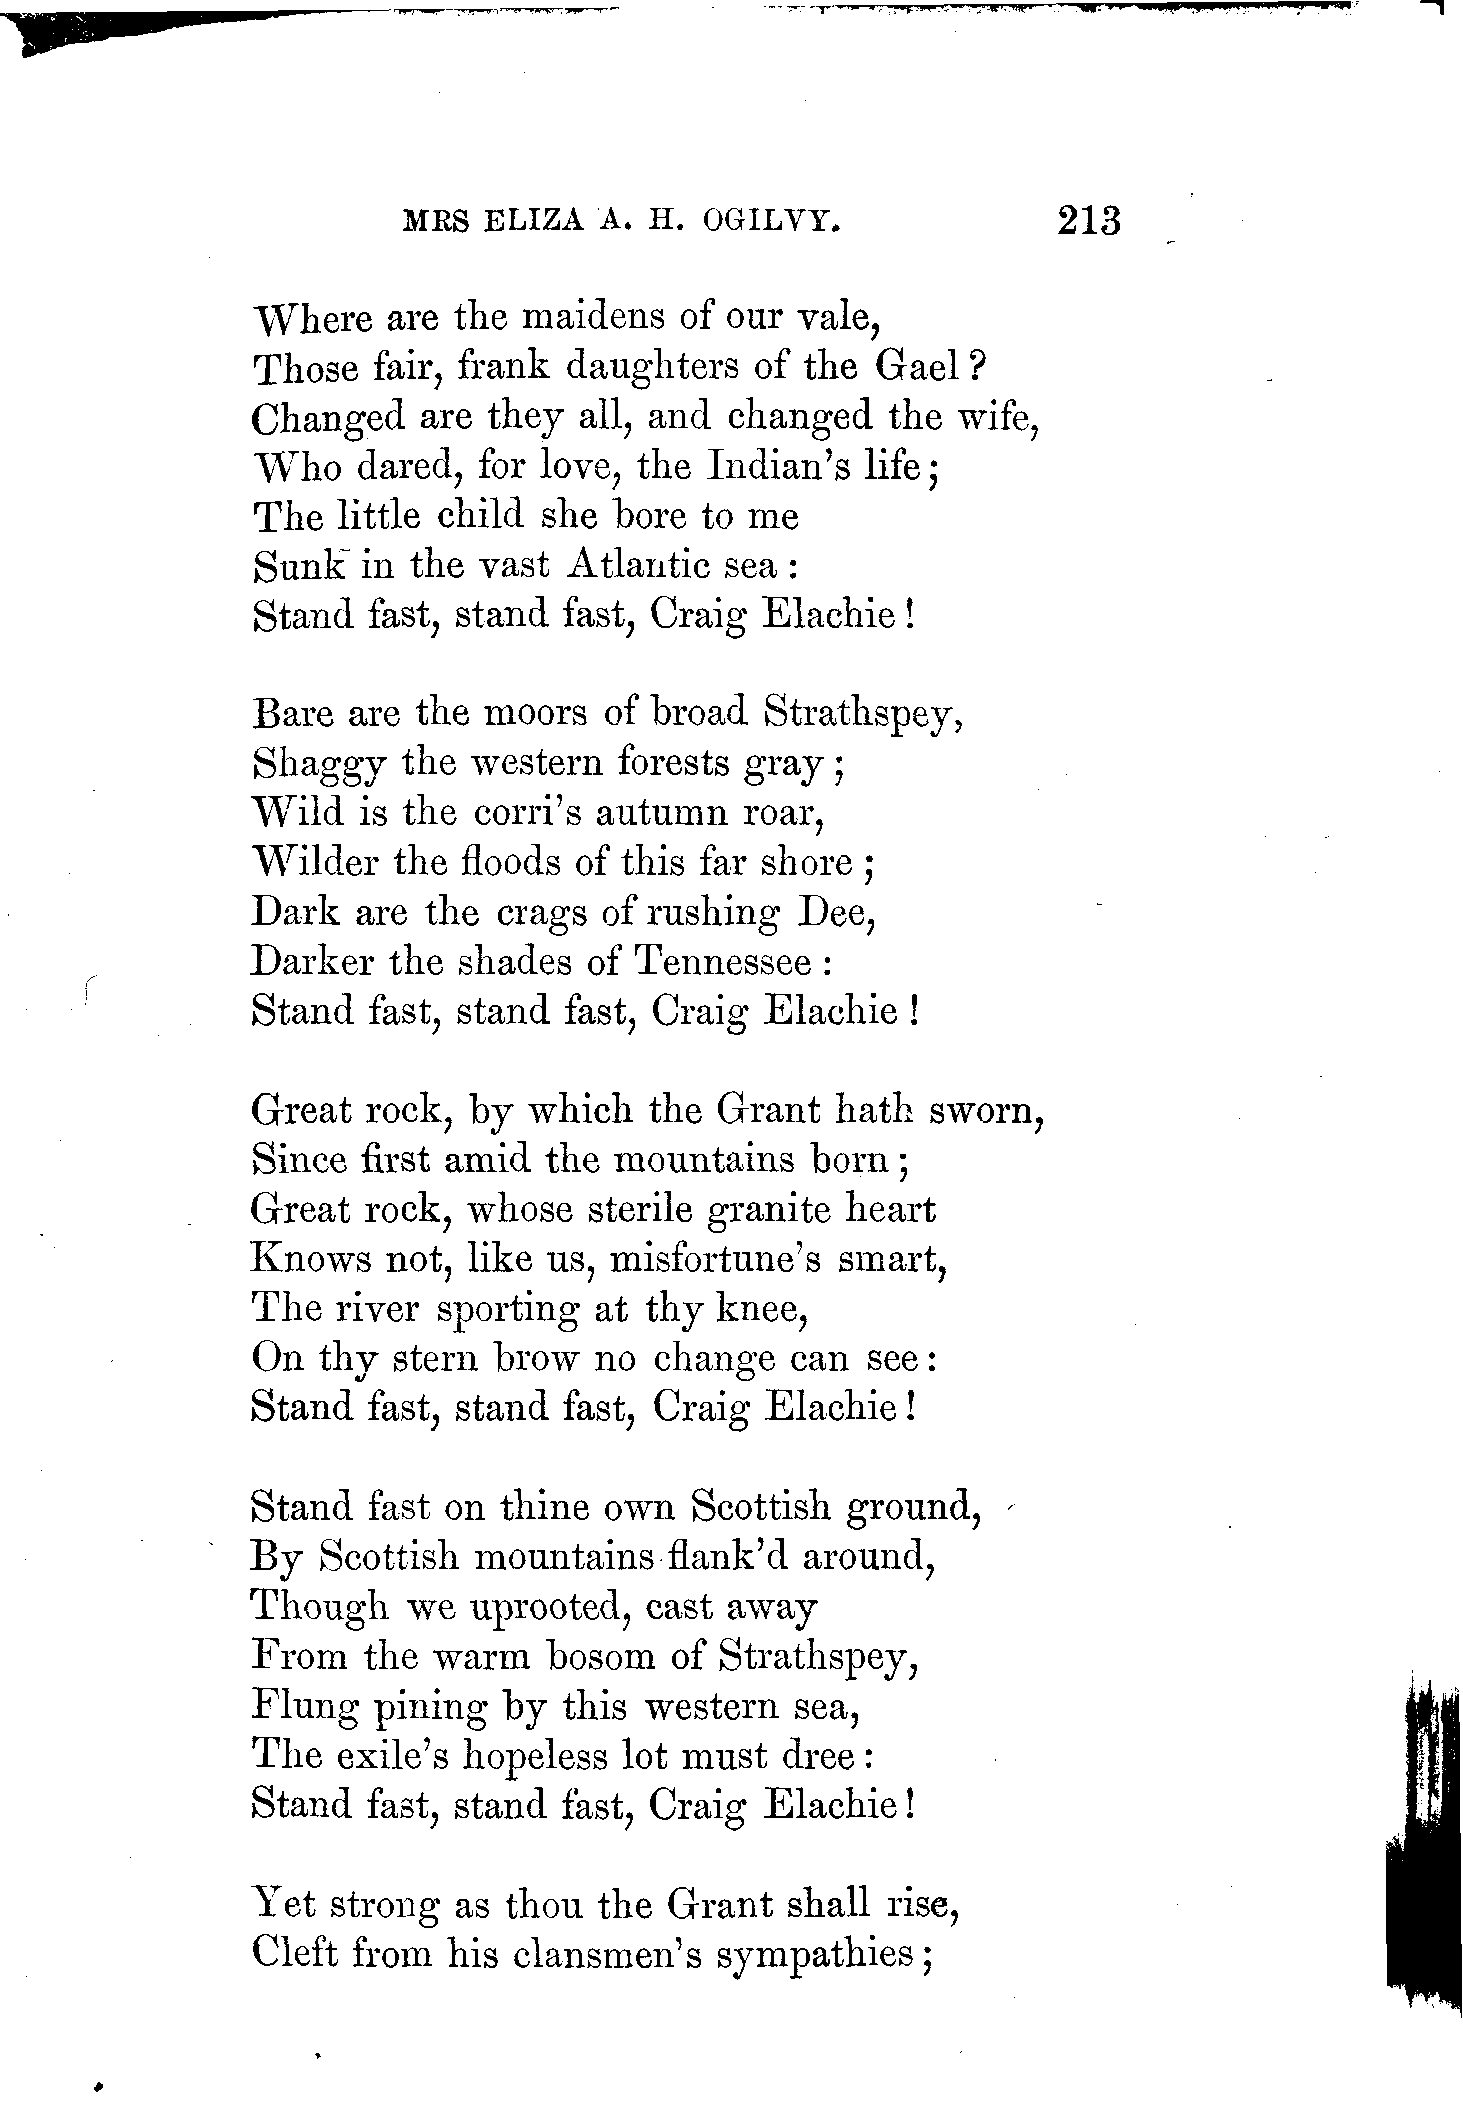 MRS ELIZA A. H. OGILVY. 213
Where are the maidens of our vale,
Those fair, frank daughters of the Gael?
Changed are they all, and changed the wife,
Who dared, for love, the Indian's life;
The little child she bore to me
Sunk in the vast Atlantic sea:
Stand fast, stand fast, Craig Elachie!
Bare are the moors of broad Strathspey,
Shaggy the western forests gray;
Wild is the corri's autumn roar,
Wilder the floods of this far shore;
Dark are the crags of rushing Dee,
Darker the shades of Tennessee:
Stand fast, stand fast, Craig Elachie!
Great rock, by which the Grant hath sworn,
Since first amid the mountains born;
Great rock, whose sterile granite heart
Knows not, like us, misfortune's smart,
The river sporting at thy knee,
On thy stern brow no change can see:
Stand fast, stand fast, Craig Elachie!
Stand fast on thine own Scottish ground,
By Scottish mountains flank'd around,
Though we uprooted, cast away
From the warm bosom of Strathspey,
Flung pining by this western sea,
The exile's hopeless lot must dree:
Stand fast, stand fast, Craig Elachie!
Yet strong as thou the Grant shall rise,
Cleft from his clansmen's sympathies;